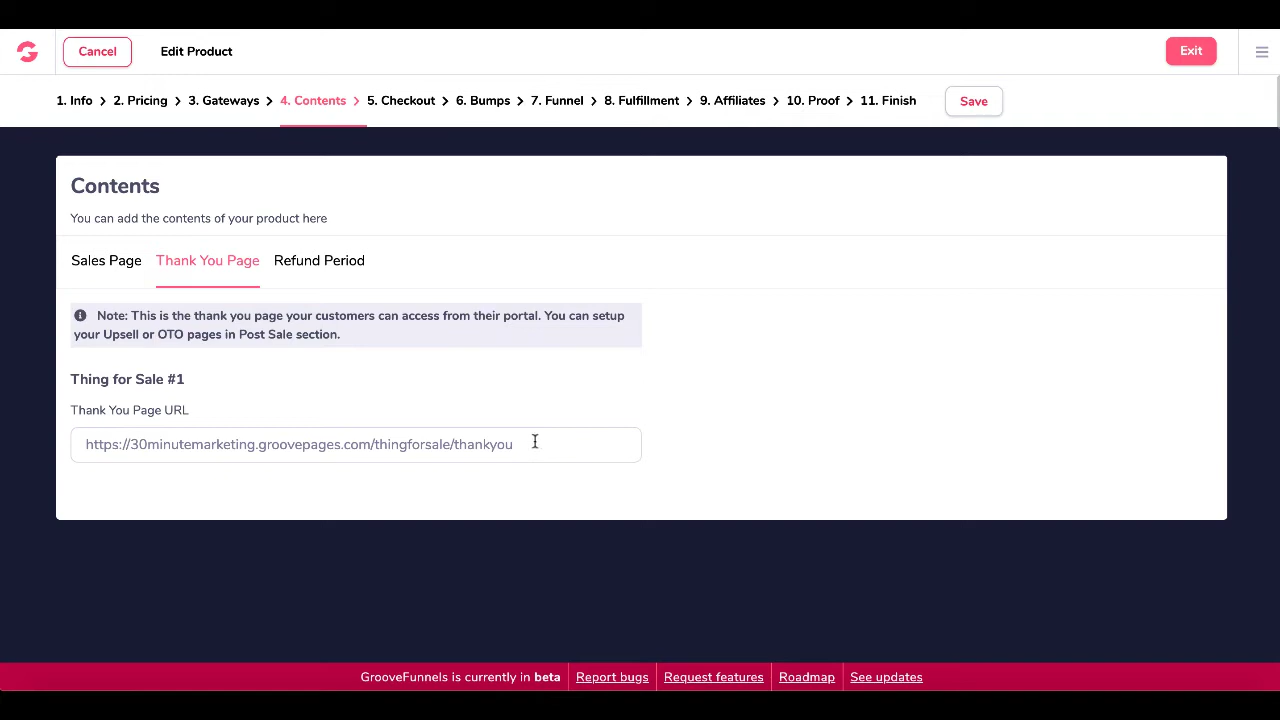 Cancel Edit Product Exit
1. Info 2. Pricing 3. Gateways 4. Contents 5. Checkout 6. Bumps 7. Funnel 8. Fulfillment 9. Affiliates 10. Proof 11. Finish Save
Contents
You can add the contents of your product here
Sales Page Thank You Page Refund Period
Note: This is the thank you page your customers can access from their portal. You can setup
your Upsell or OTO pages in Post Sale section.
Thing for Sale #1
Thank You Page URL
https://30minutemarketing.groovepages.com/thingforsale/thankyou
GrooveFunnels is currently in beta Report bugs Request features Roadmap See updates